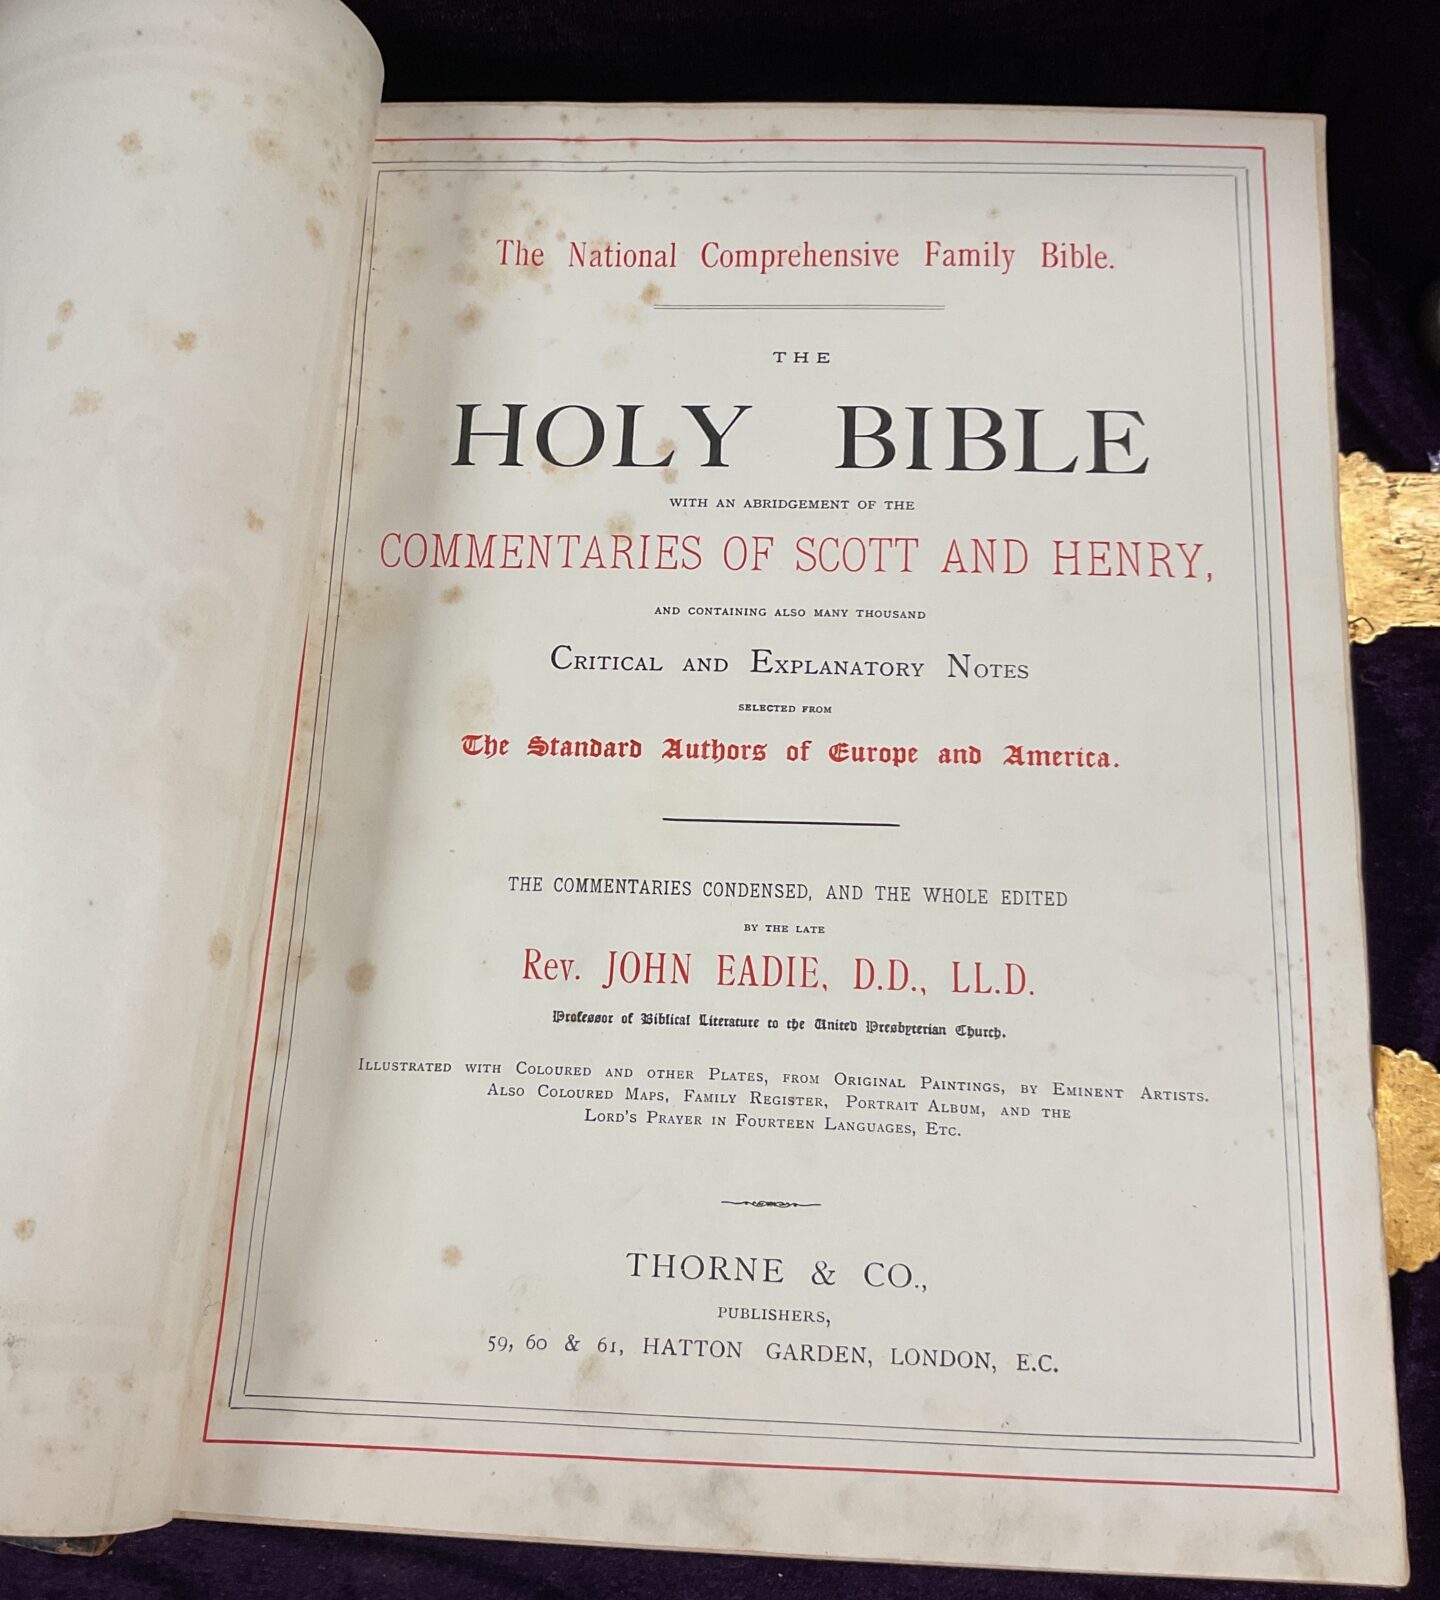 The National Comprehensive Family Bible.
THE
HOLY BIBLE
WITH AN ABRIDGEMENT OF THE
COMMENTARIES OF SCOTT AND HENRY,
AND CONTAINING ALSO MANY THOUSAND
CRITICAL AND EXPLANATORY NOTES
SELECTED FROM
The Standard Authors of Europe and America.
THE COMMENTARIES CONDENSED, AND THE WHOLE EDITED
BY THE LATE
Rev. JOHN EADIE, D.D., LL.D.
Professor of Biblical Literature to the United Presbyterian Church.
ILLUSTRATED WITH COLOURED AND OTHER PLATES, FROM ORIGINAL PAINTINGS, BY EMINENT ARTISTS.
ALSO COLOURED MAPS, FAMILY REGISTER, PORTRAIT ALBUM, AND THE
LORD'S PRAYER IN FOURTEEN LANGUAGES, ETC.
THORNE & CO.,
PUBLISHERS,
59, 60 & 61, HATTON GARDEN, LONDON, E.C.